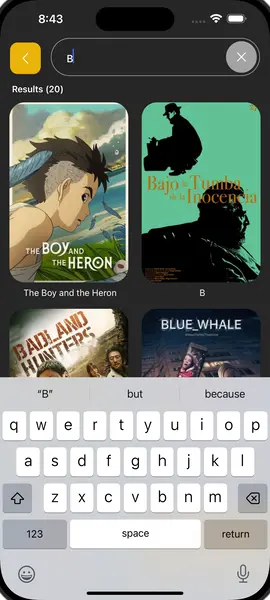 8:43
B
Results (20)
THE BOY AND
THE HERON
Bajo la Tumba
de la Inocencia
The Boy and the Heron
B
BADLAND
HUNTERS
BLUE_WHALE
“B”
but
because
q w e r t y u i o p
a s d f g h j k l
z x c v b n m
123
space
return